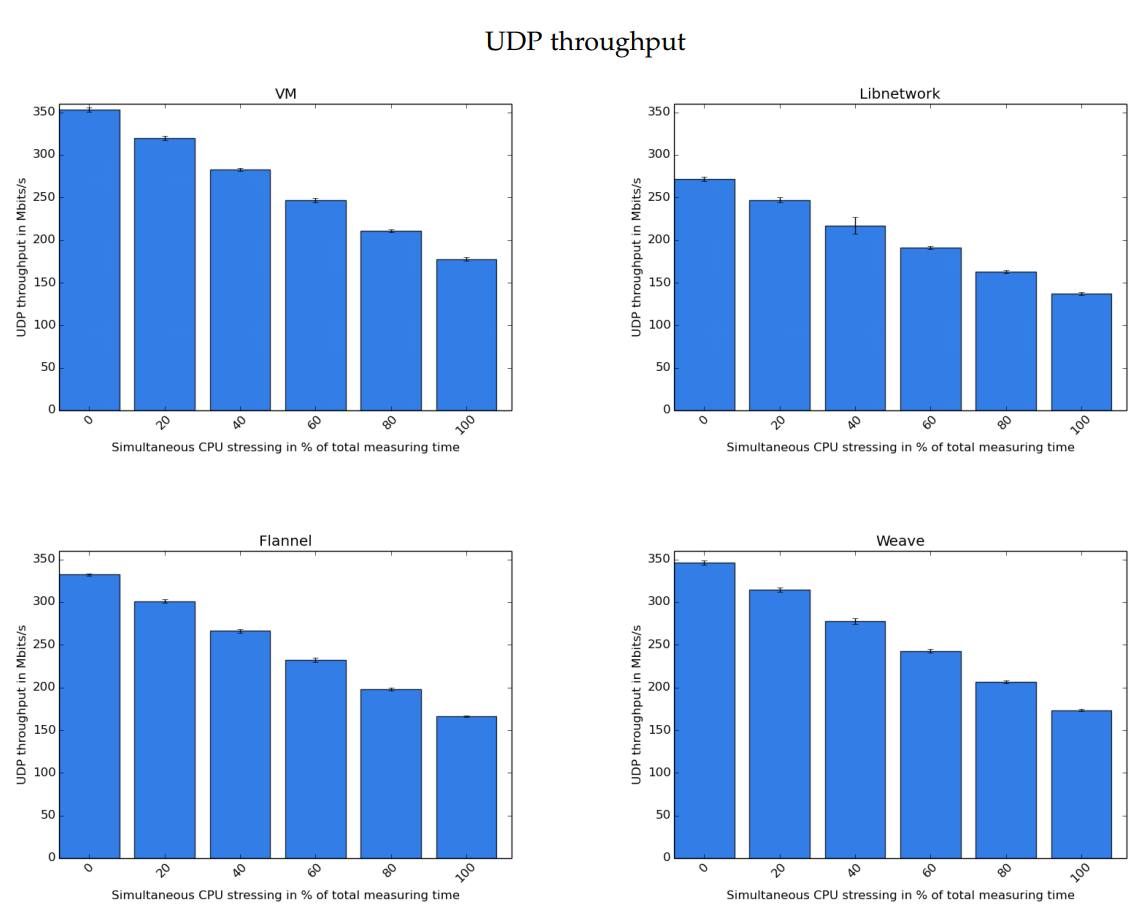 UDP throughput
VM
350
300
250
200
150
100
50
0
UDP throughput in Mbits/s
0 20 40 60 80 100
Simultaneous CPU stressing in % of total measuring time
Libnetwork
350
300
250
200
150
100
50
0
UDP throughput in Mbits/s
0 20 40 60 80 100
Simultaneous CPU stressing in % of total measuring time
Flannel
350
300
250
200
150
100
50
0
UDP throughput in Mbits/s
0 20 40 60 80 100
Simultaneous CPU stressing in % of total measuring time
Weave
350
300
250
200
150
100
50
0
UDP throughput in Mbits/s
0 20 40 60 80 100
Simultaneous CPU stressing in % of total measuring time